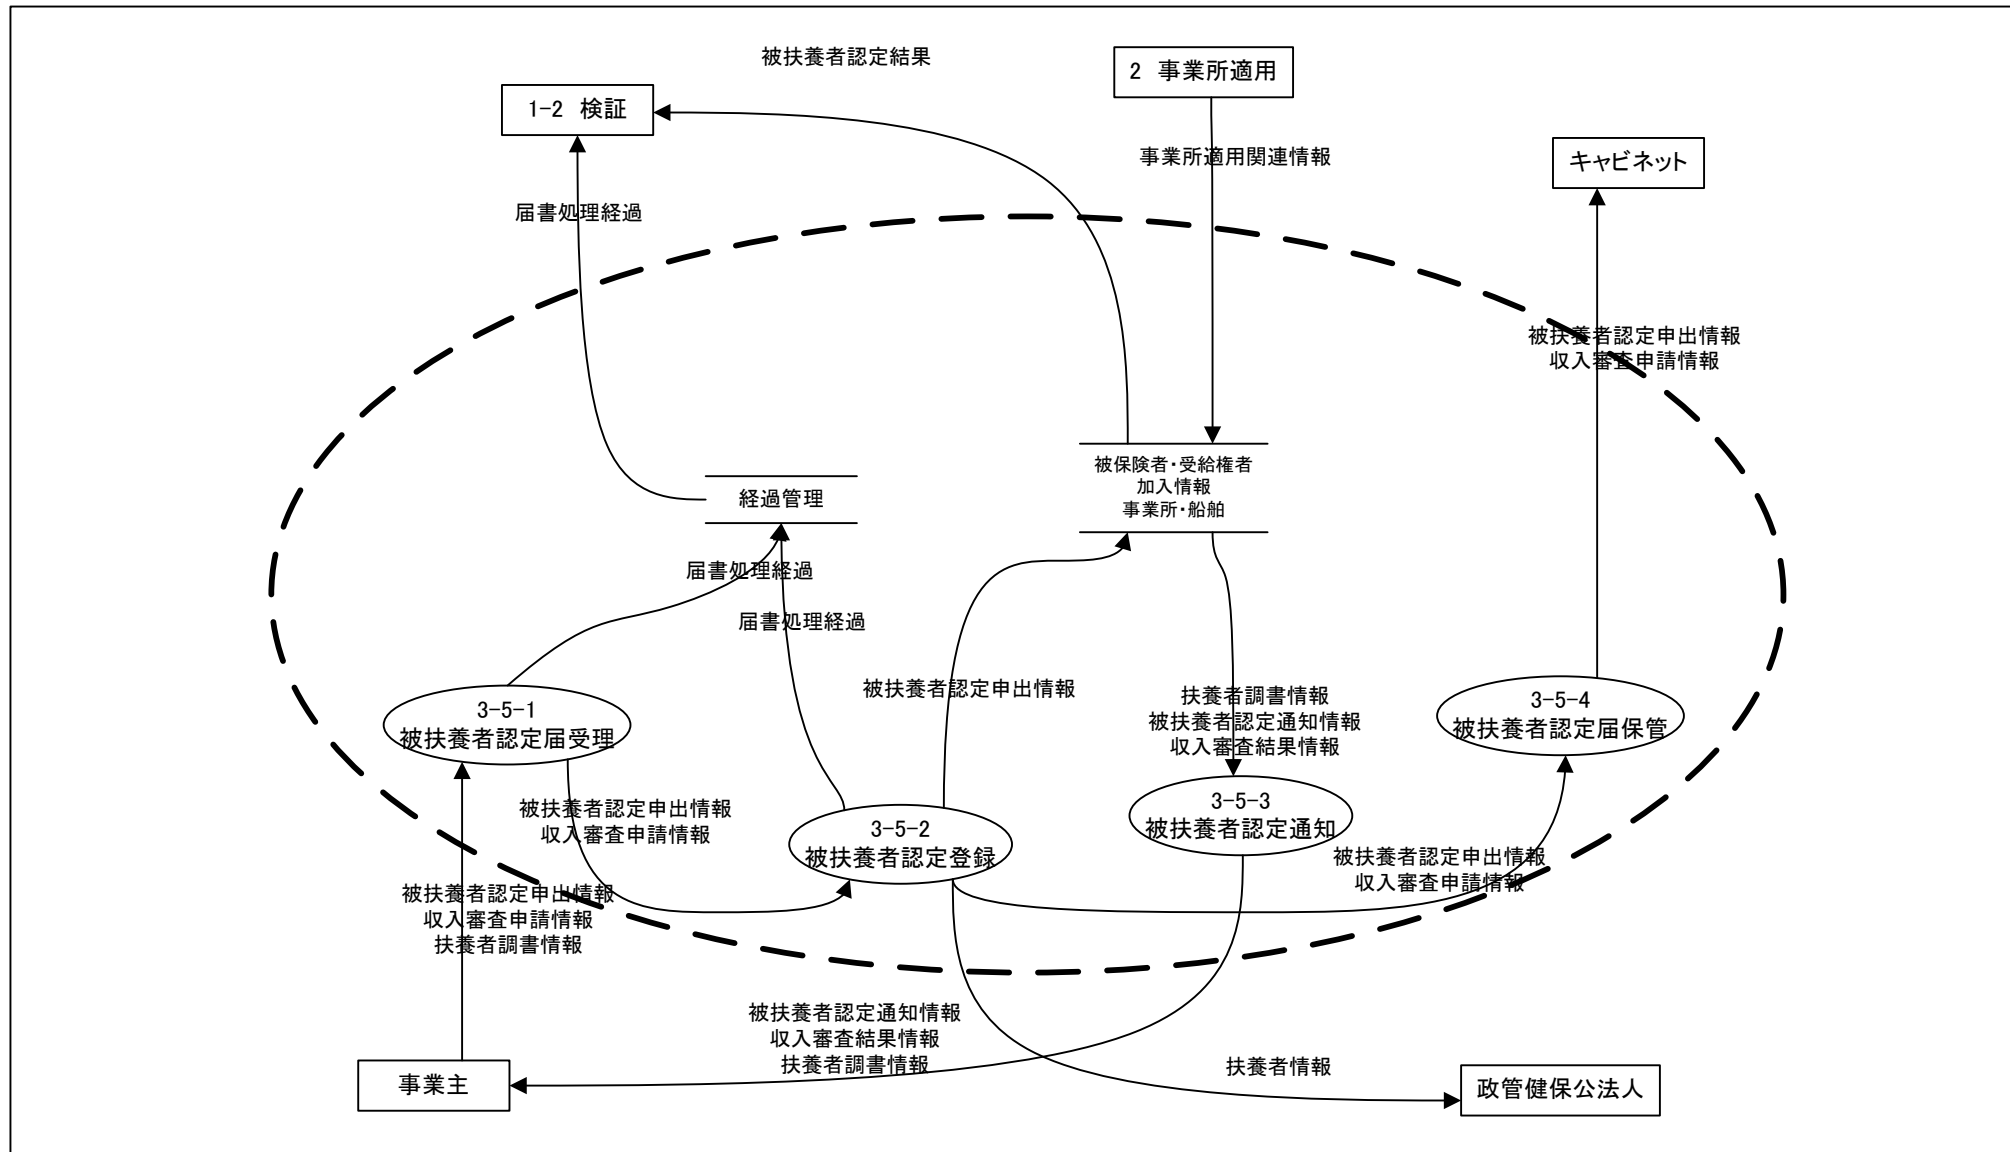 被扶養者認定結果
2 事業所適用
1-2 検証
事業所適用関連情報
キャビネット
届書処理経過
被扶養者認定申出情報
収入審査申請情報
被保険者・受給権者
加入情報
事業所・船舶
経過管理
届書処理経過
届書処理経過
被扶養者認定申出情報
扶養者調書情報
被扶養者認定通知情報
収入審査結果情報
3-5-1
被扶養者認定届受理
3-5-4
被扶養者認定届保管
被扶養者認定申出情報
収入審査申請情報
3-5-2
被扶養者認定登録
3-5-3
被扶養者認定通知
被扶養者認定申出情報
収入審査申請情報
被扶養者認定申出情報
収入審査申請情報
扶養者調書情報
被扶養者認定通知情報
収入審査結果情報
扶養者調書情報
扶養者情報
事業主
政管健保公法人